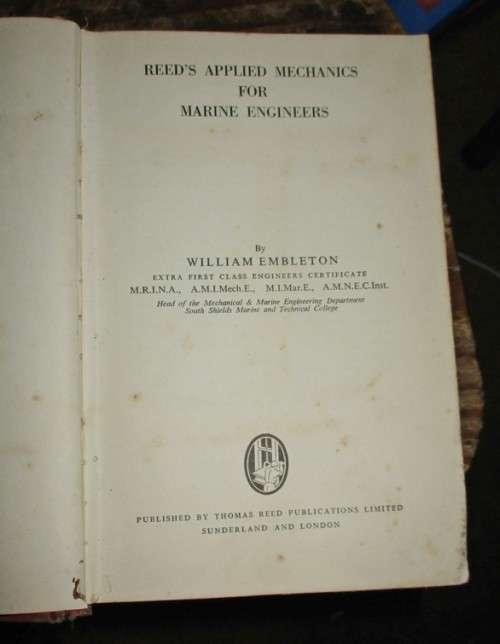 REED'S APPLIED MECHANICS
FOR
MARINE ENGINEERS
By
WILLIAM EMBLETON
EXTRA FIRST CLASS ENGINEERS CERTIFICATE
M.R.I.N.A., A.M.I.Mech.E., M.I.Mar.E., A.M.N.E.C.Inst.
Head of the Mechanical & Marine Engineering Department
South Shields Marine and Technical College
PUBLISHED BY THOMAS REED PUBLICATIONS LIMITED
SUNDERLAND AND LONDON